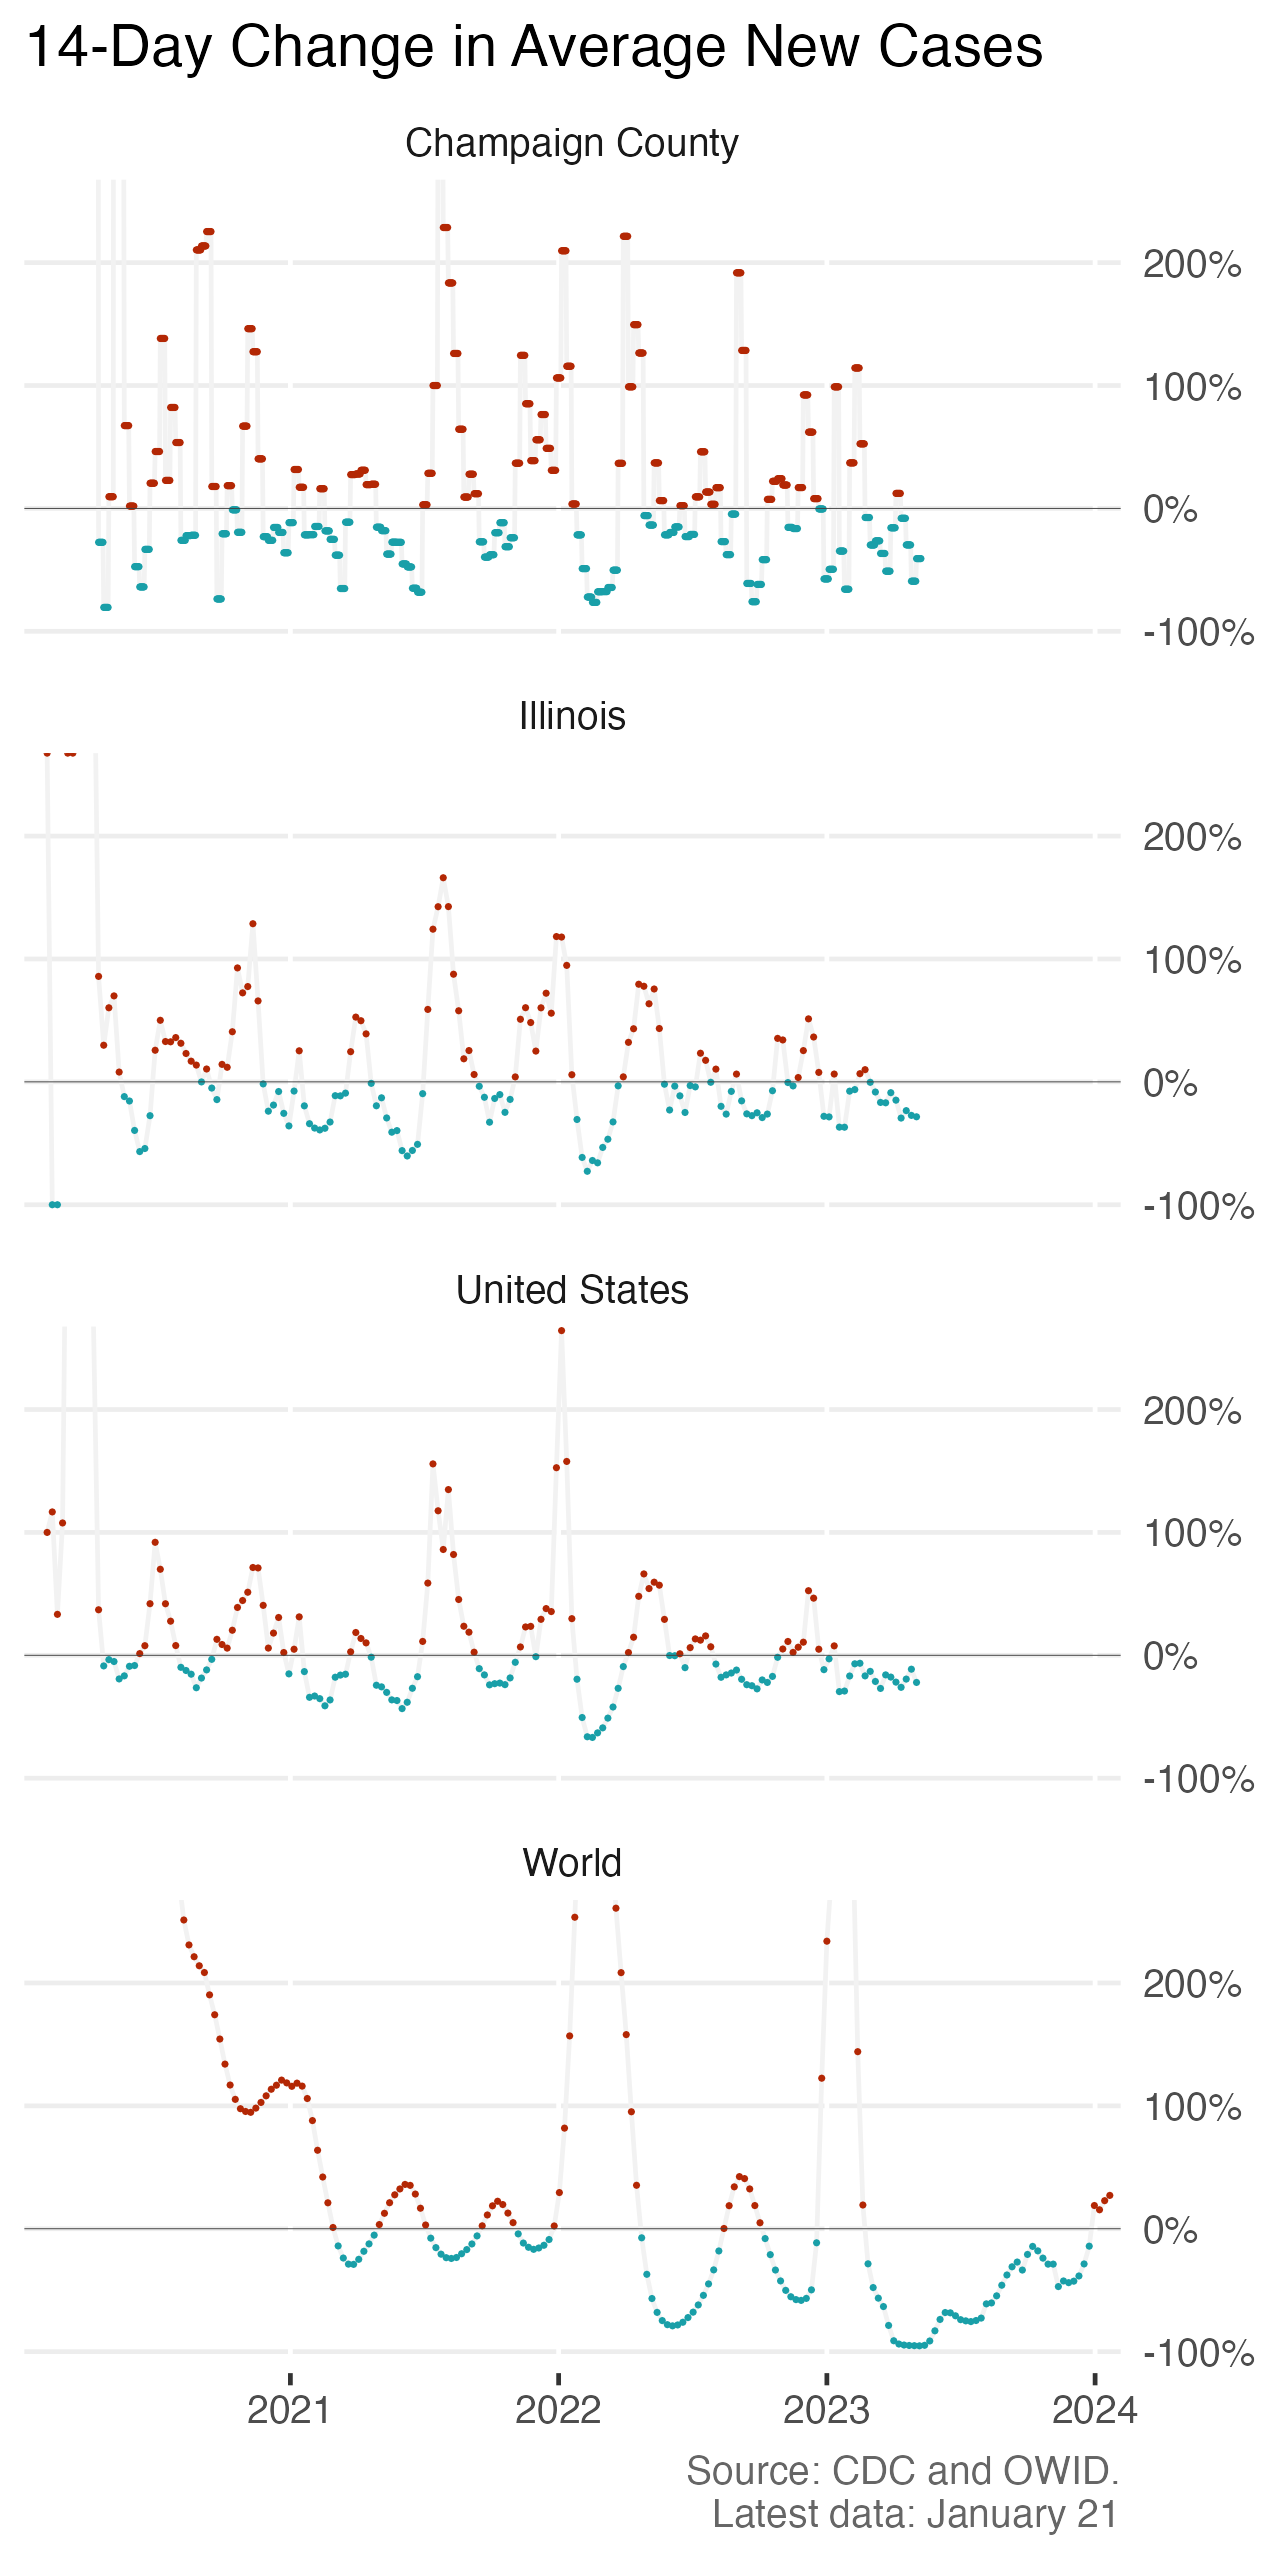 14-Day Change in Average New Cases
Champaign County
200%
100%
0%
-100%
Illinois
200%
100%
0%
-100%
United States
200%
100%
0%
-100%
World
200%
100%
0%
-100%
2021 2022 2023 2024
Source: CDC and OWID.
Latest data: January 21